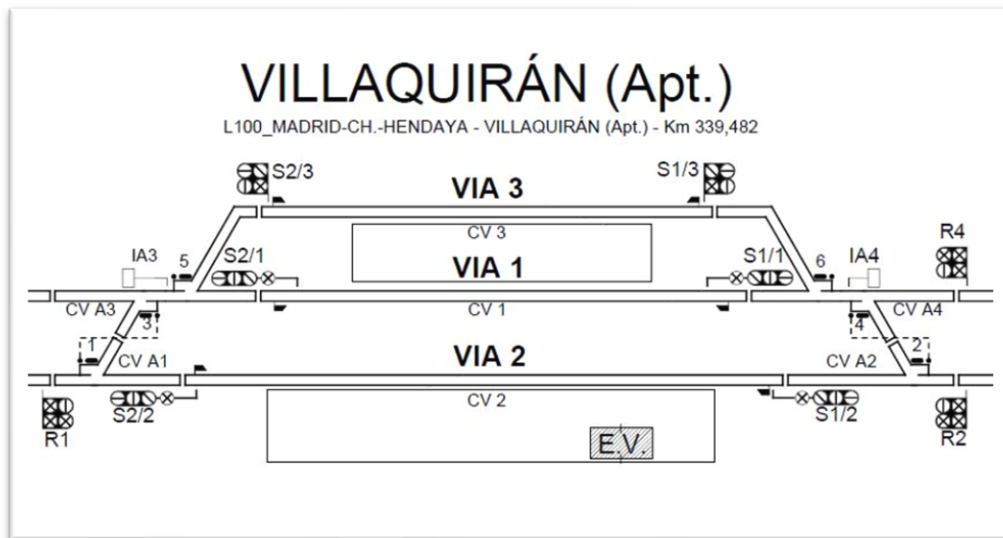 VILLAQUIRÁN (Apt.)
L100_MADRID-CH.-HENDAYA - VILLAQUIRÁN (Apt.) - Km 339,482
S2/3
VIA 3
S1/3
CV 3
R4
IA3
5
S2/1
VIA 1
S1/1
6
IA4
CV A3
CV 1
CV A4
3
4
1
CV A1
VIA 2
CV A2
2
S2/2
CV 2
S1/2
R1
E.V.
R2